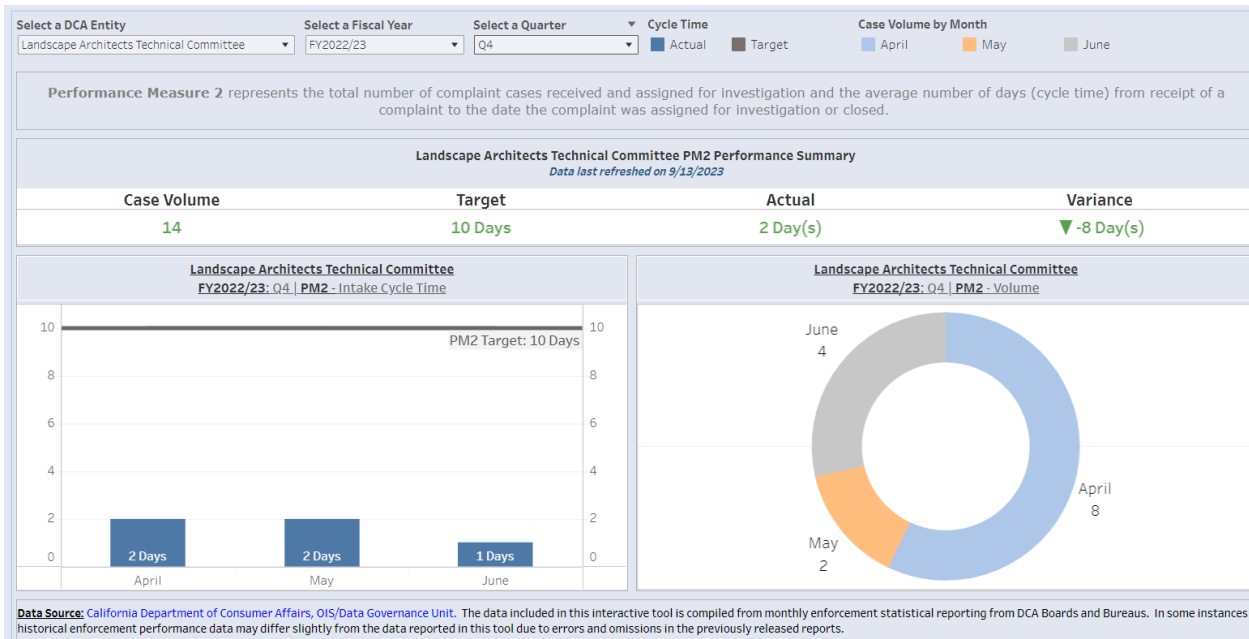 Select a DCA Entity
Landscape Architects Technical Committee
Select a Fiscal Year
FY2022/23
Select a Quarter
Q4
Cycle Time
Actual
Target
Case Volume by Month
April
May
June
Performance Measure 2 represents the total number of complaint cases received and assigned for investigation and the average number of days (cycle time) from receipt of a
complaint to the date the complaint was assigned for investigation or closed.
Landscape Architects Technical Committee PM2 Performance Summary
Data last refreshed on 9/13/2023
Case Volume
Target
Actual
Variance
14
10 Days
2 Day(s)
▼ -8 Day(s)
Landscape Architects Technical Committee
FY2022/23: Q4 | PM2 - Intake Cycle Time
10
8
6
4
2
0
PM2 Target: 10 Days
2 Days
2 Days
1 Days
10
8
6
4
2
0
April
May
June
Landscape Architects Technical Committee
FY2022/23: Q4 | PM2 - Volume
June
4
April
8
May
2
Data Source: California Department of Consumer Affairs, OIS/Data Governance Unit. The data included in this interactive tool is compiled from monthly enforcement statistical reporting from DCA Boards and Bureaus. In some instances
historical enforcement performance data may differ slightly from the data reported in this tool due to errors and omissions in the previously released reports.